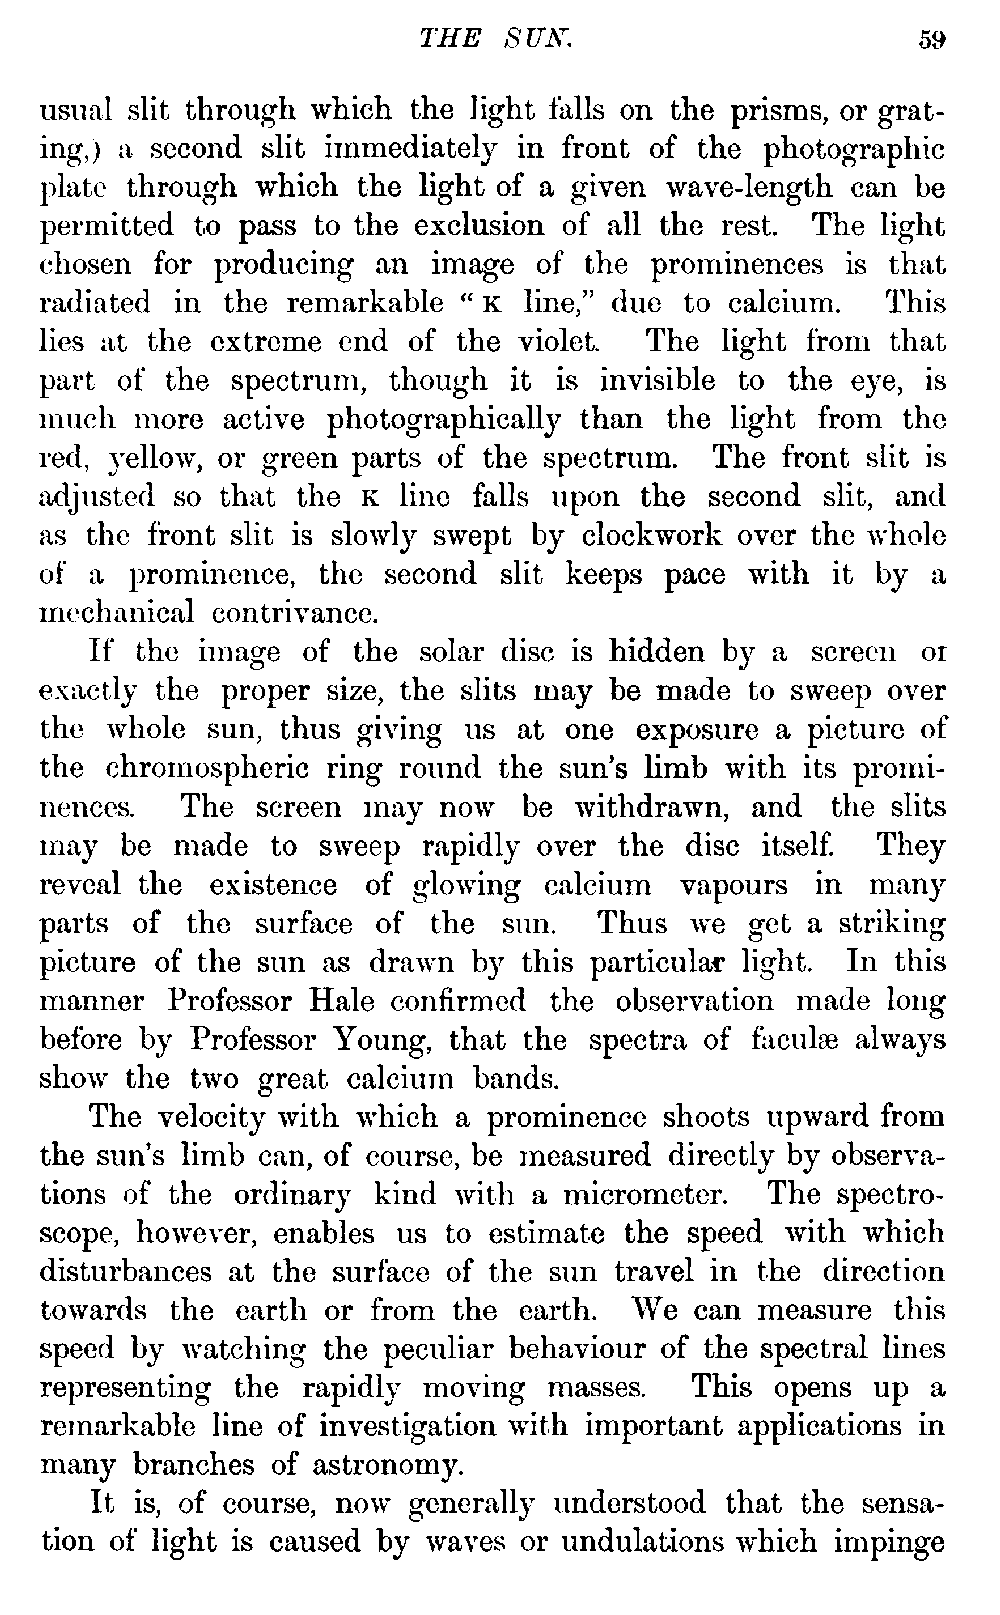 THE SUN. 59
usual slit through which the light falls on the prisms, or grat-
ing,) a second slit immediately in front of the photographic
plate through which the light of a given wave-length can be
permitted to pass to the exclusion of all the rest. The light
chosen for producing an image of the prominences is that
radiated in the remarkable “ K line,” due to calcium. This
lies at the extreme end of the violet. The light from that
part of the spectrum, though it is invisible to the eye, is
much more active photographically than the light from the
red, yellow, or green parts of the spectrum. The front slit is
adjusted so that the K line falls upon the second slit, and
as the front slit is slowly swept by clockwork over the whole
of a prominence, the second slit keeps pace with it by a
mechanical contrivance.
If the image of the solar disc is hidden by a screen or
exactly the proper size, the slits may be made to sweep over
the whole sun, thus giving us at one exposure a picture of
the chromospheric ring round the sun's limb with its promi-
nences. The screen may now be withdrawn, and the slits
may be made to sweep rapidly over the disc itself. They
reveal the existence of glowing calcium vapours in many
parts of the surface of the sun. Thus we get a striking
picture of the sun as drawn by this particular light. In this
manner Professor Hale confirmed the observation made long
before by Professor Young, that the spectra of faculæ always
show the two great calcium bands.
The velocity with which a prominence shoots upward from
the sun's limb can, of course, be measured directly by observa-
tions of the ordinary kind with a micrometer. The spectro-
scope, however, enables us to estimate the speed with which
disturbances at the surface of the sun travel in the direction
towards the earth or from the earth. We can measure this
speed by watching the peculiar behaviour of the spectral lines
representing the rapidly moving masses. This opens up a
remarkable line of investigation with important applications in
many branches of astronomy.
It is, of course, now generally understood that the sensa-
tion of light is caused by waves or undulations which impinge